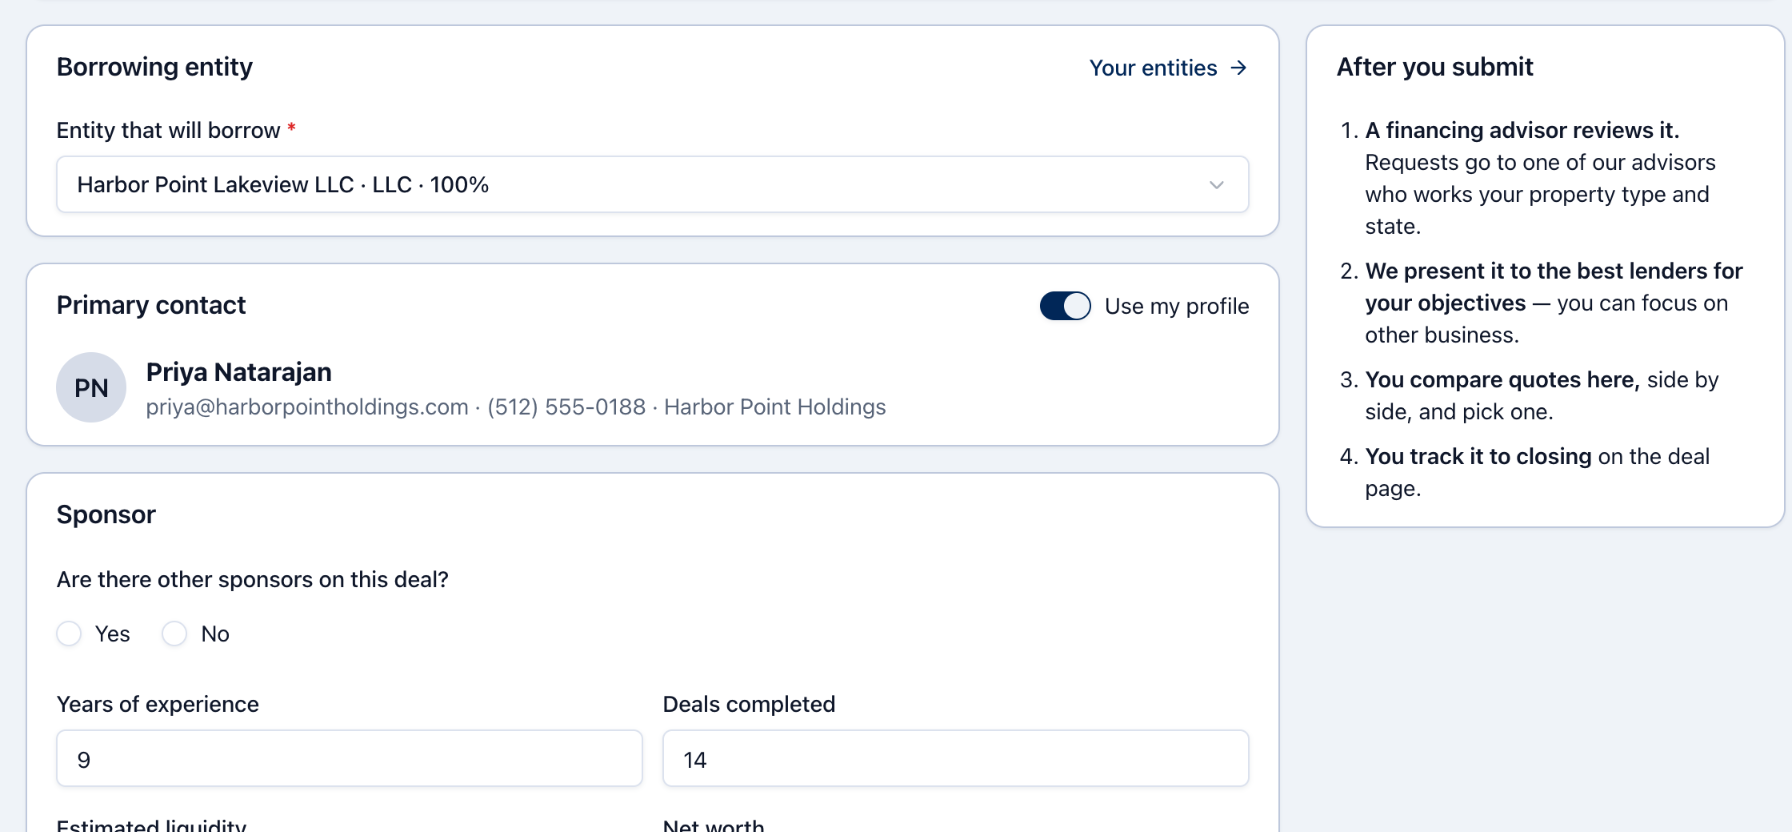 Borrowing entity
Your entities →
Entity that will borrow *
Harbor Point Lakeview LLC · LLC · 100%
Primary contact
Use my profile
PN
Priya Natarajan
priya@harborpointholdings.com · (512) 555-0188 · Harbor Point Holdings
Sponsor
Are there other sponsors on this deal?
Yes
No
Years of experience
Deals completed
9
14
Estimated liquidity
Net worth
After you submit
1. A financing advisor reviews it.
Requests go to one of our advisors
who works your property type and
state.
2. We present it to the best lenders for
your objectives — you can focus on
other business.
3. You compare quotes here, side by
side, and pick one.
4. You track it to closing on the deal
page.